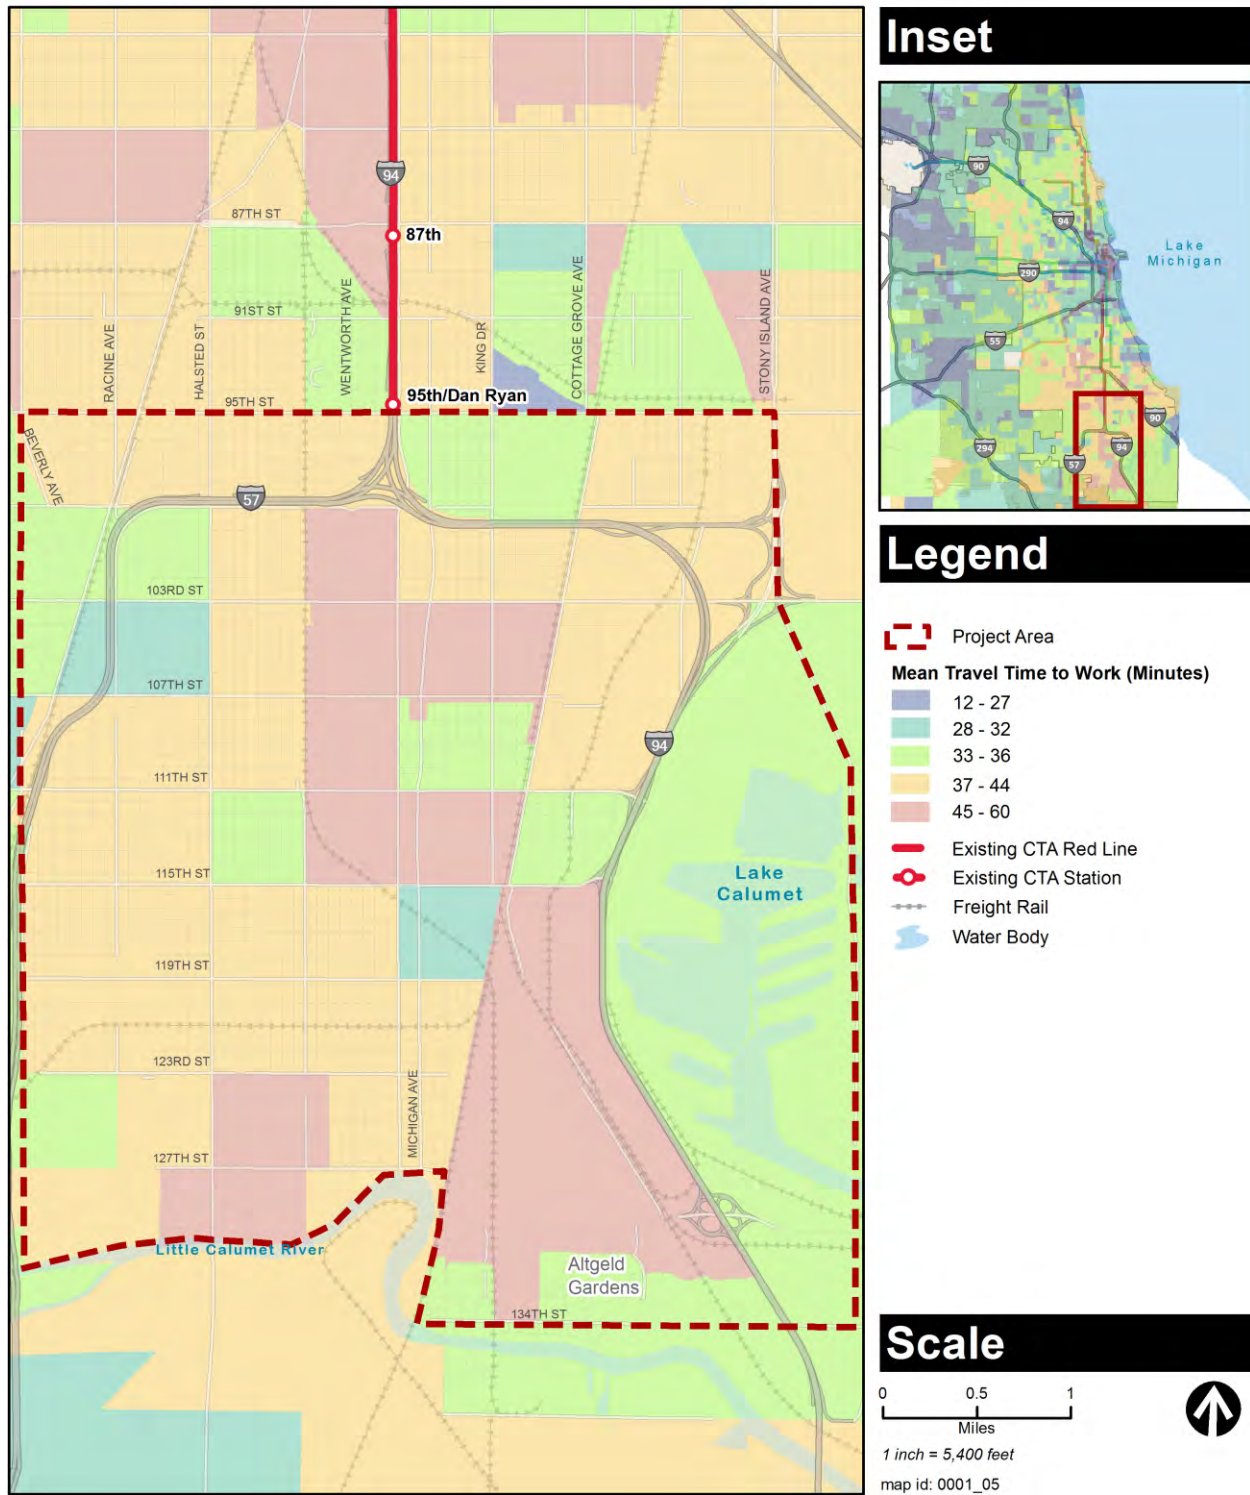 94
87TH ST
87th
91ST ST
RACINE AVE
HALSTED ST
WENTWORTH AVE
KING DR
COTTAGE GROVE AVE
STONY ISLAND AVE
95TH ST
95th/Dan Ryan
BEVERLY AVE
57
103RD ST
107TH ST
94
111TH ST
115TH ST
Lake
Calumet
119TH ST
123RD ST
MICHIGAN AVE
127TH ST
Little Calumet River
Altgeld
Gardens
134TH ST
Inset
90
94
Lake
Michigan
290
55
90
294
94
57
Legend
Project Area
Mean Travel Time to Work (Minutes)
12 - 27
28 - 32
33 - 36
37 - 44
45 - 60
Existing CTA Red Line
Existing CTA Station
Freight Rail
Water Body
Scale
0 0.5 1
Miles
1 inch = 5,400 feet
map id: 0001_05